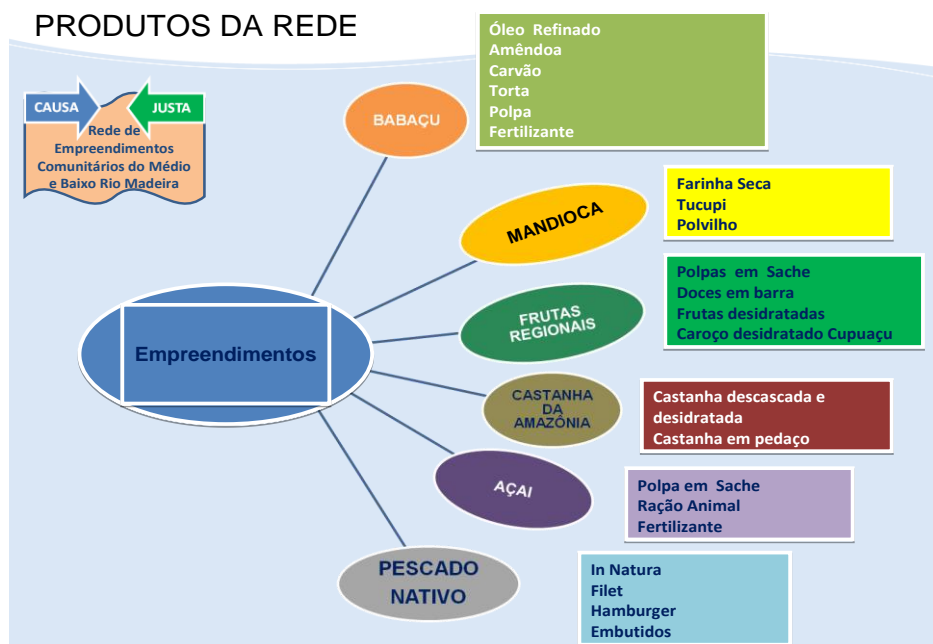 PRODUTOS DA REDE
CAUSA
JUSTA
Rede de
Empreendimentos
Comunitários do Médio
e Baixo Rio Madeira
Empreendimentos
BABAÇU
Óleo Refinado
Amêndoa
Carvão
Torta
Polpa
Fertilizante
MANDIOCA
Farinha Seca
Tucupi
Polvilho
FRUTAS
REGIONAIS
Polpas em Sache
Doces em barra
Frutas desidratadas
Caroço desidratado Cupuaçu
CASTANHA
DA
AMAZÔNIA
Castanha descascada e
desidratada
Castanha em pedaço
AÇAI
Polpa em Sache
Ração Animal
Fertilizante
PESCADO
NATIVO
In Natura
Filet
Hamburger
Embutidos